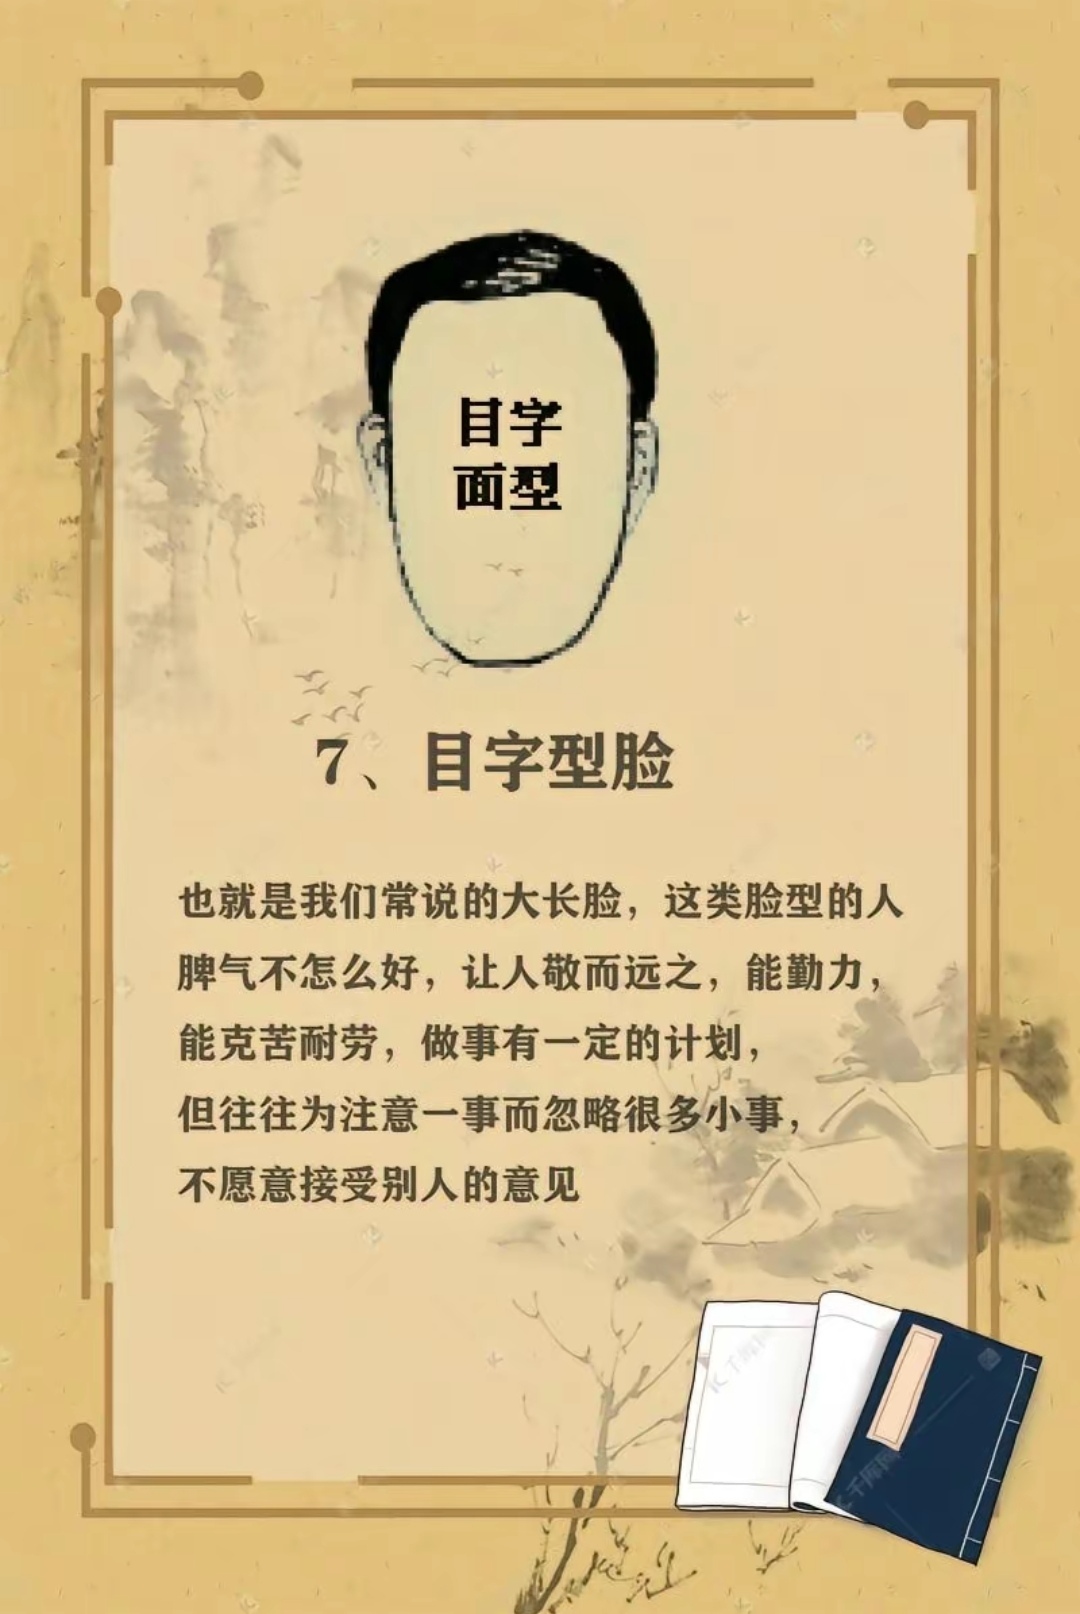 目字
面型
7、目字型脸
也就是我们常说的大长脸，这类脸型的人
脾气不怎么好，让人敬而远之，能勤力，
能克苦耐劳，做事有一定的计划，
但往往为注意一事而忽略很多小事，
不愿意接受别人的意见